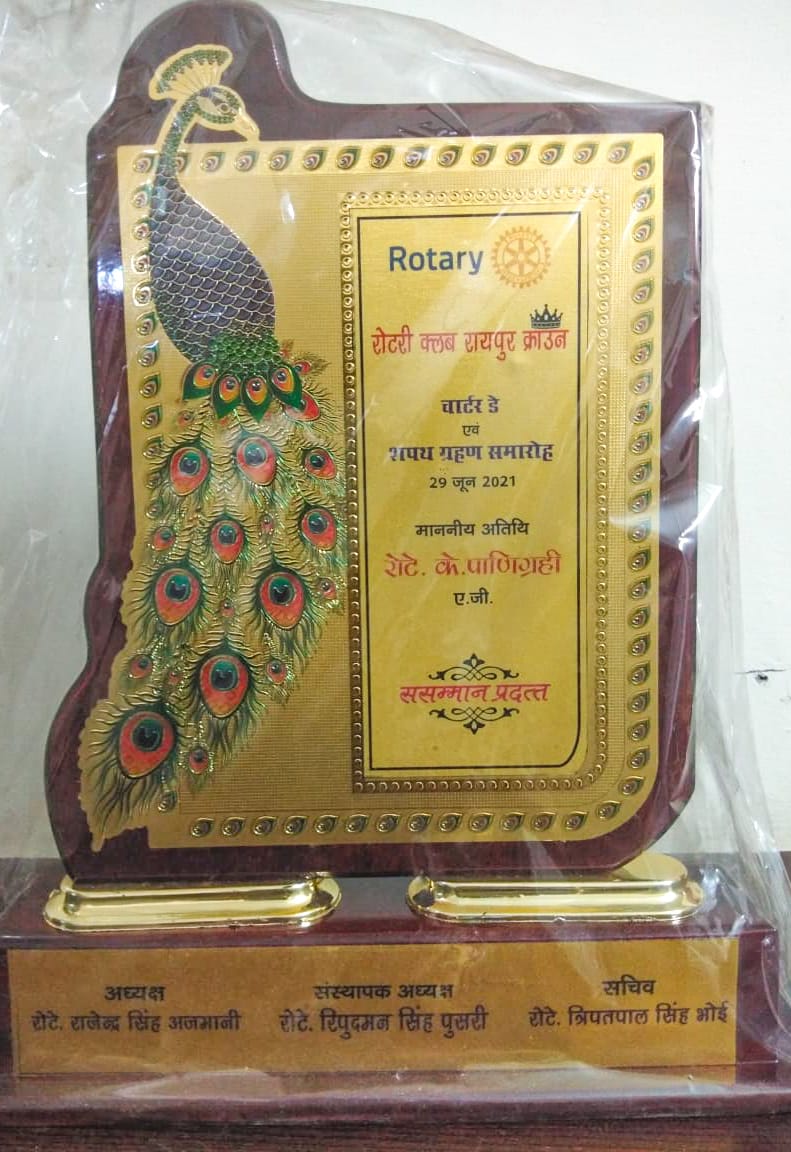 Rotary
रोटरी क्लब रायपुर क्राउन
चार्टर डे
एवं
शपथ ग्रहण समारोह
29 जून 2021
माननीय अतिथि
रोटे. के.पाणिग्रही
ए.जी.
ससम्मान प्रदत्त
अध्यक्ष
रोटे. राजेन्द्र सिंह अजमानी
संस्थापक अध्यक्ष
रोटे. रिपुदमन सिंह पुसरी
सचिव
रोटे. त्रिपतपाल सिंह भोई